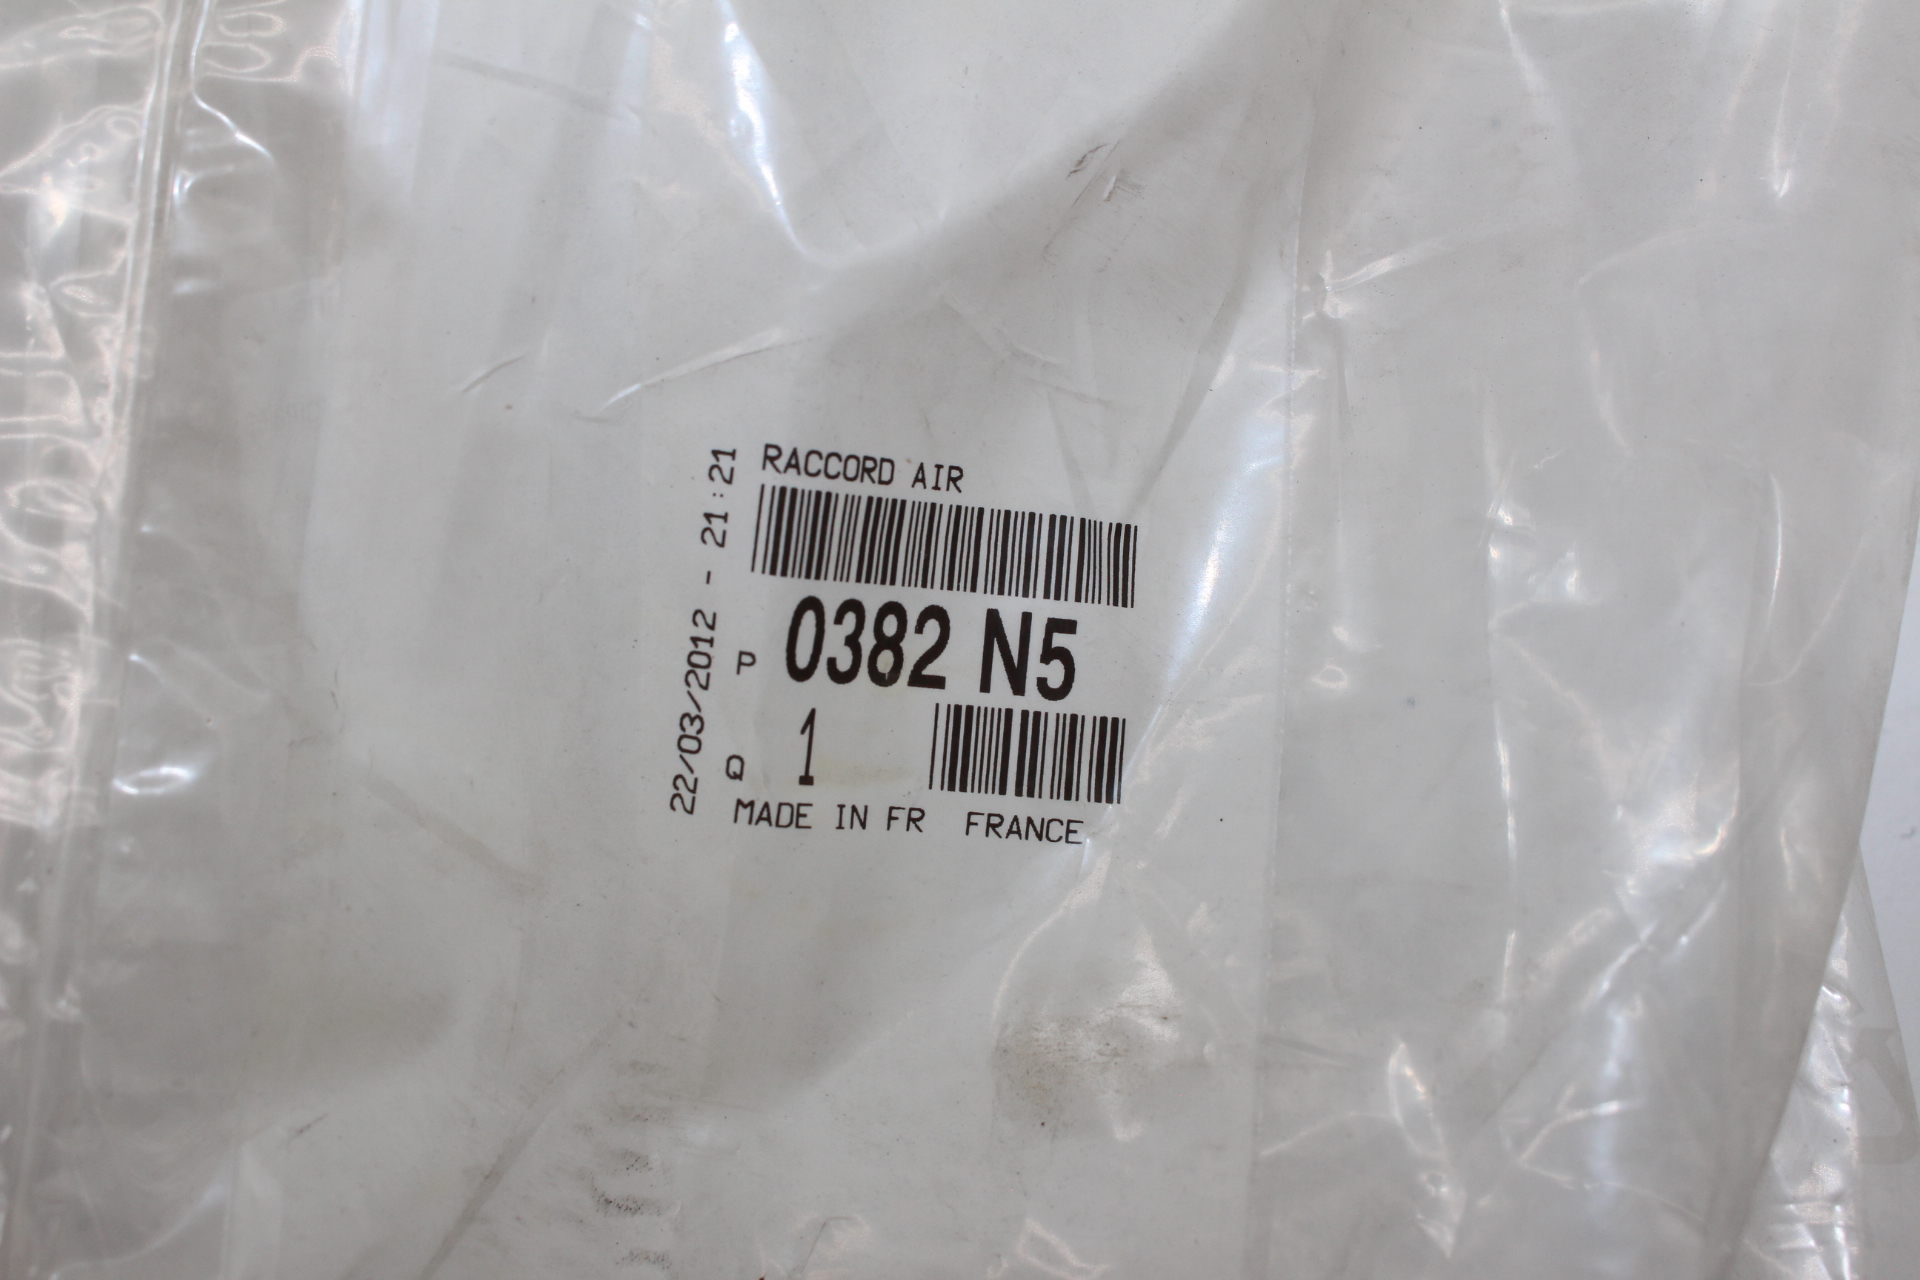 RACCORD AIR
22/03/2012 - 21:21
P 0382 N5
Q 1
MADE IN FR FRANCE